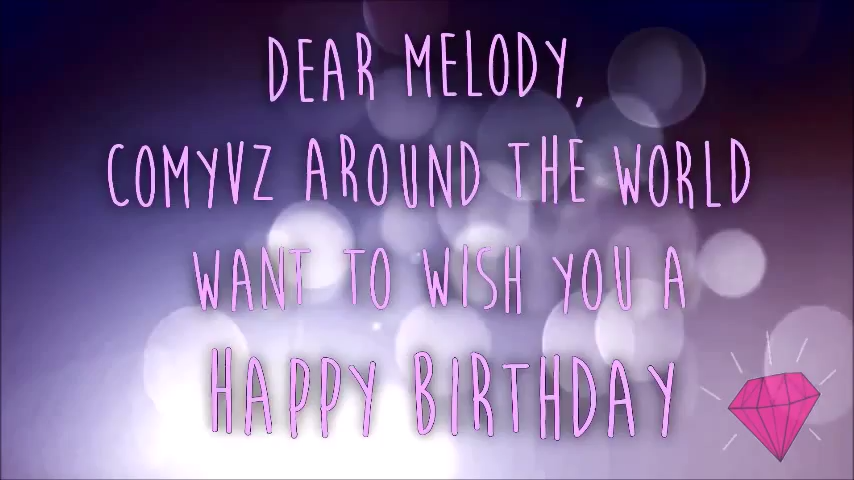 DEAR MELODY,
COMYVZ AROUND THE WORLD
WANT TO WISH YOU A
HAPPY BIRTHDAY